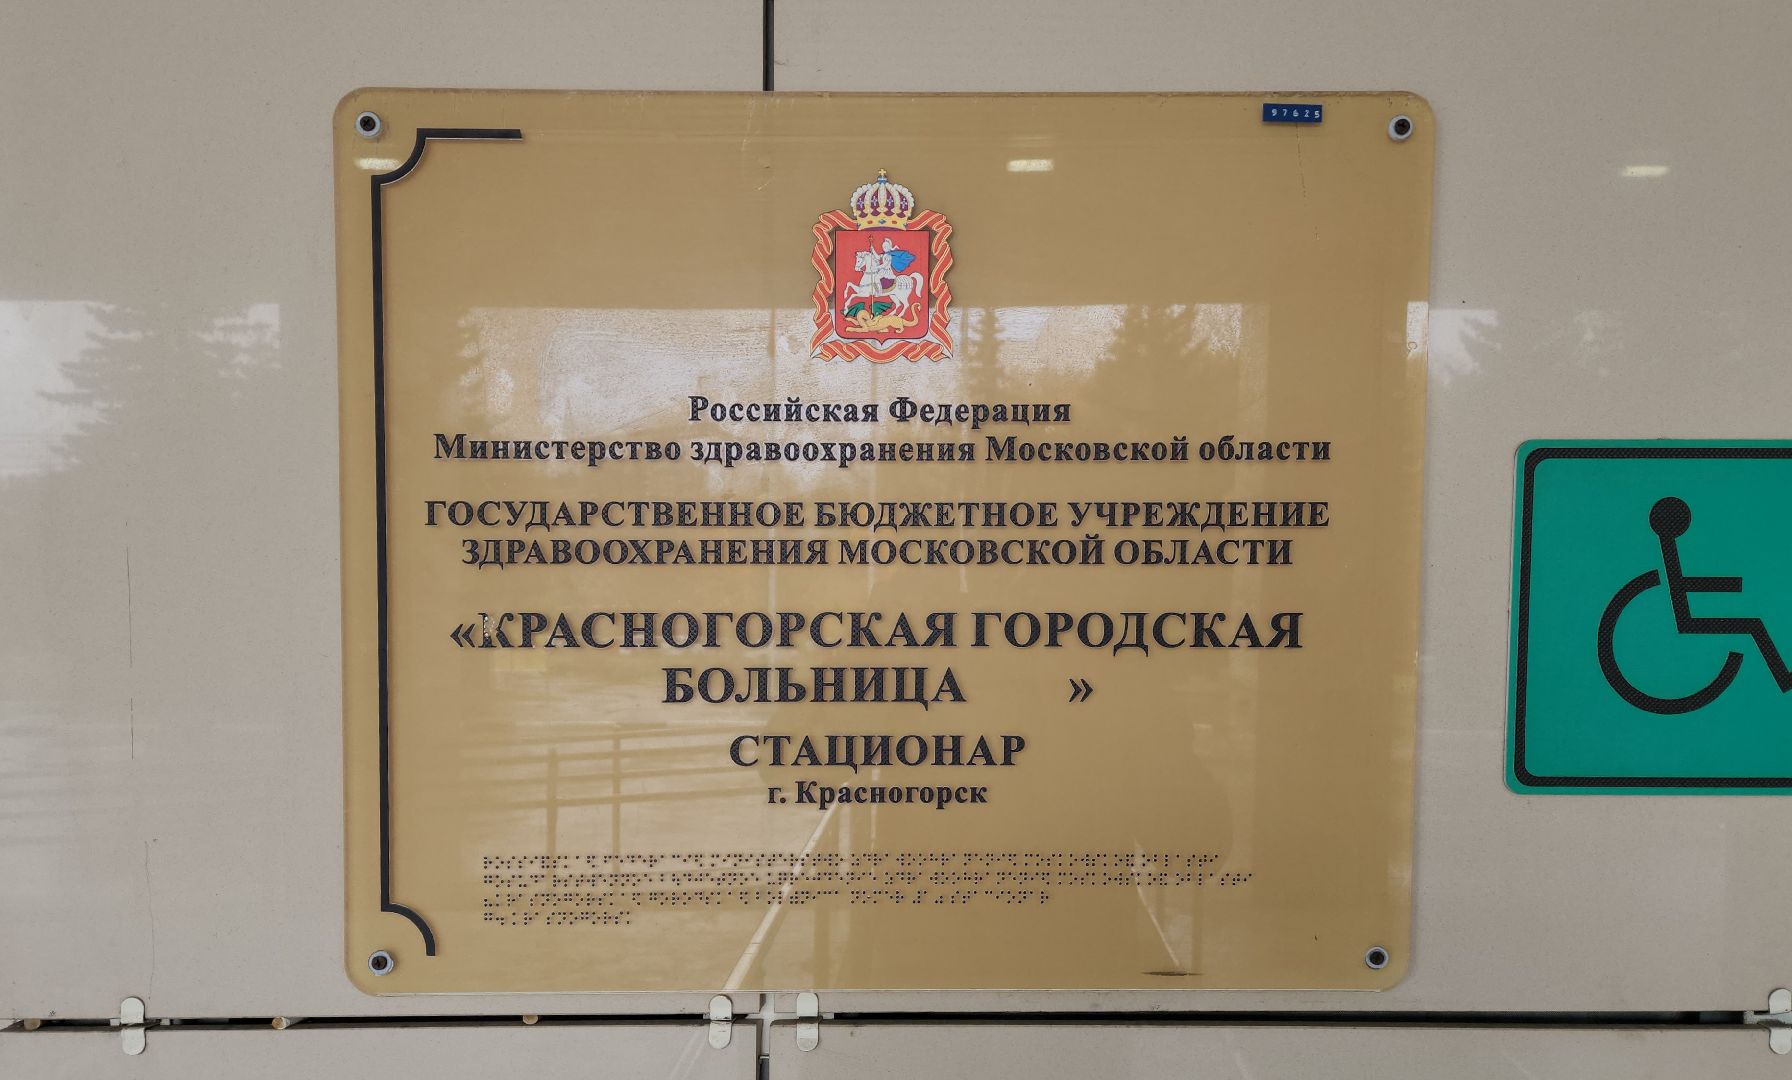 97625
Российская Федерация
Министерство здравоохранения Московской области
ГОСУДАРСТВЕННОЕ БЮДЖЕТНОЕ УЧРЕЖДЕНИЕ
ЗДРАВООХРАНЕНИЯ МОСКОВСКОЙ ОБЛАСТИ
«КРАСНОГОРСКАЯ ГОРОДСКАЯ
БОЛЬНИЦА »
СТАЦИОНАР
г. Красногорск